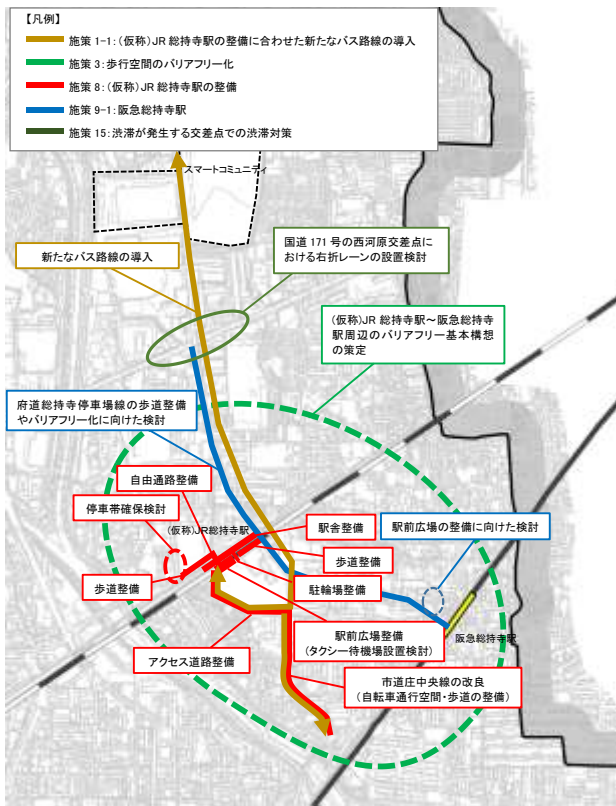 【凡例】
施策 1-1：(仮称)JR 総持寺駅の整備に合わせた新たなバス路線の導入
施策 3：歩行空間のバリアフリー化
施策 8：(仮称)JR 総持寺駅の整備
施策 9-1：阪急総持寺駅
施策 15：渋滞が発生する交差点での渋滞対策
スマートコミュニティ
新たなバス路線の導入
国道 171 号の西河原交差点に
おける右折レーンの設置検討
(仮称)JR 総持寺駅～阪急総持寺
駅周辺のバリアフリー基本構想
の策定
府道総持寺停車場線の歩道整備
やバリアフリー化に向けた検討
自由通路整備
停車帯確保検討
(仮称)JR総持寺駅
駅舎整備
駅前広場の整備に向けた検討
歩道整備
歩道整備
駐輪場整備
駅前広場整備
(タクシー待機場設置検討)
阪急総持寺駅
アクセス道路整備
市道庄中央線の改良
(自転車通行空間・歩道の整備)